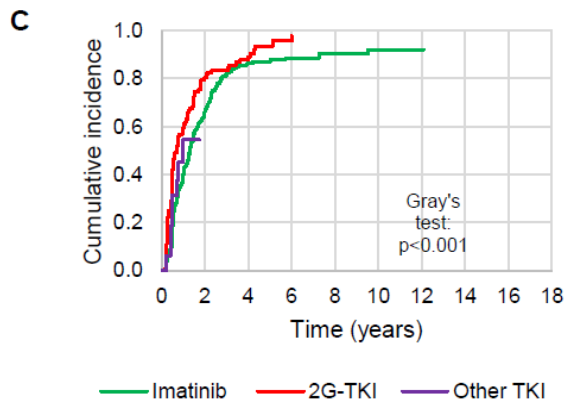 C
Cumulative incidence
1.0
0.8
0.6
0.4
0.2
0.0
Gray's
test:
p<0.001
0 2 4 6 8 10 12 14 16 18
Time (years)
Imatinib 2G-TKI Other TKI